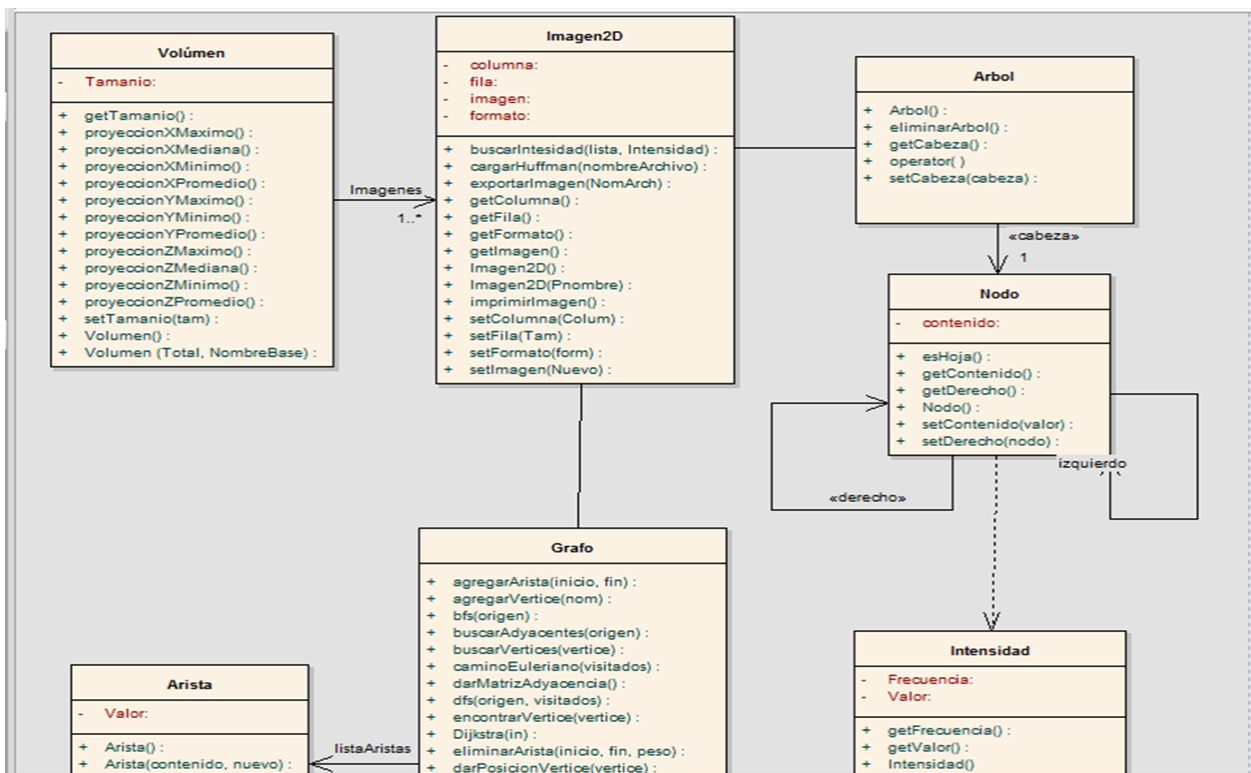 Volúmen
- Tamanio:
+ getTamanio() :
+ proyeccionXMaximo() :
+ proyeccionXMediana() :
+ proyeccionXMinimo() :
+ proyeccionXPromedio() :
+ proyeccionYMaximo() :
+ proyeccionYMinimo() :
+ proyeccionYPromedio() :
+ proyeccionZMaximo() :
+ proyeccionZMediana() :
+ proyeccionZMinimo() :
+ proyeccionZPromedio() :
+ setTamanio(tam) :
+ Volumen() :
+ Volumen (Total, NombreBase) :
Imagenes
1..*
Imagen2D
- columna:
- fila:
- imagen:
- formato:
+ buscarIntesidad(lista, Intensidad) :
+ cargarHuffman(nombreArchivo) :
+ exportarImagen(NomArch) :
+ getColumna() :
+ getFila() :
+ getFormato() :
+ getImagen() :
+ Imagen2D() :
+ Imagen2D(Pnombre) :
+ imprimirImagen() :
+ setColumna(Colum) :
+ setFila(Tam) :
+ setFormato(form) :
+ setImagen(Nuevo) :
Arbol
+ Arbol() :
+ eliminarArbol() :
+ getCabeza() :
+ operator( )
+ setCabeza(cabeza) :
«cabeza»
1
Nodo
- contenido:
+ esHoja() :
+ getContenido() :
+ getDerecho() :
+ Nodo() :
+ setContenido(valor) :
+ setDerecho(nodo) :
izquierdo
«derecho»
Grafo
+ agregarArista(inicio, fin) :
+ agregarVertice(nom) :
+ bfs(origen) :
+ buscarAdyacentes(origen) :
+ buscarVertices(vertice) :
+ caminoEuleriano(visitados) :
+ darMatrizAdyacencia() :
+ dfs(origen, visitados) :
+ encontrarVertice(vertice) :
+ Dijkstra(in) :
+ eliminarArista(inicio, fin, peso) :
+ darPosicionVertice(vertice) :
listaAristas
Arista
- Valor:
+ Arista() :
+ Arista(contenido, nuevo) :
Intensidad
- Frecuencia:
- Valor:
+ getFrecuencia() :
+ getValor() :
+ Intensidad()